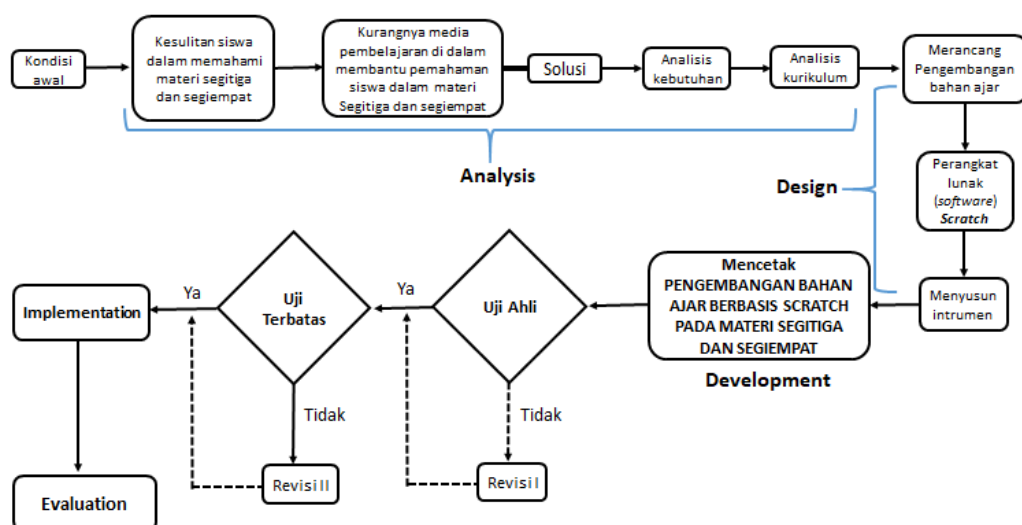 Kondisi
awal
Kesulitan siswa
dalam memahami
materi segitiga
dan segiempat
Kurangnya media
pembelajaran di dalam
membantu pemahaman
siswa dalam materi
Segitiga dan segiempat
Solusi
Analisis
kebutuhan
Analisis
kurikulum
Merancang
Pengembangan
bahan ajar
Analysis
Design
Perangkat
lunak
(software)
Scratch
Menyusun
intrumen
Mencetak
PENGEMBANGAN BAHAN
AJAR BERBASIS SCRATCH
PADA MATERI SEGITIGA
DAN SEGIEMPAT
Development
Uji Ahli
Ya
Tidak
Revisi I
Uji
Terbatas
Ya
Tidak
Revisi II
Implementation
Evaluation